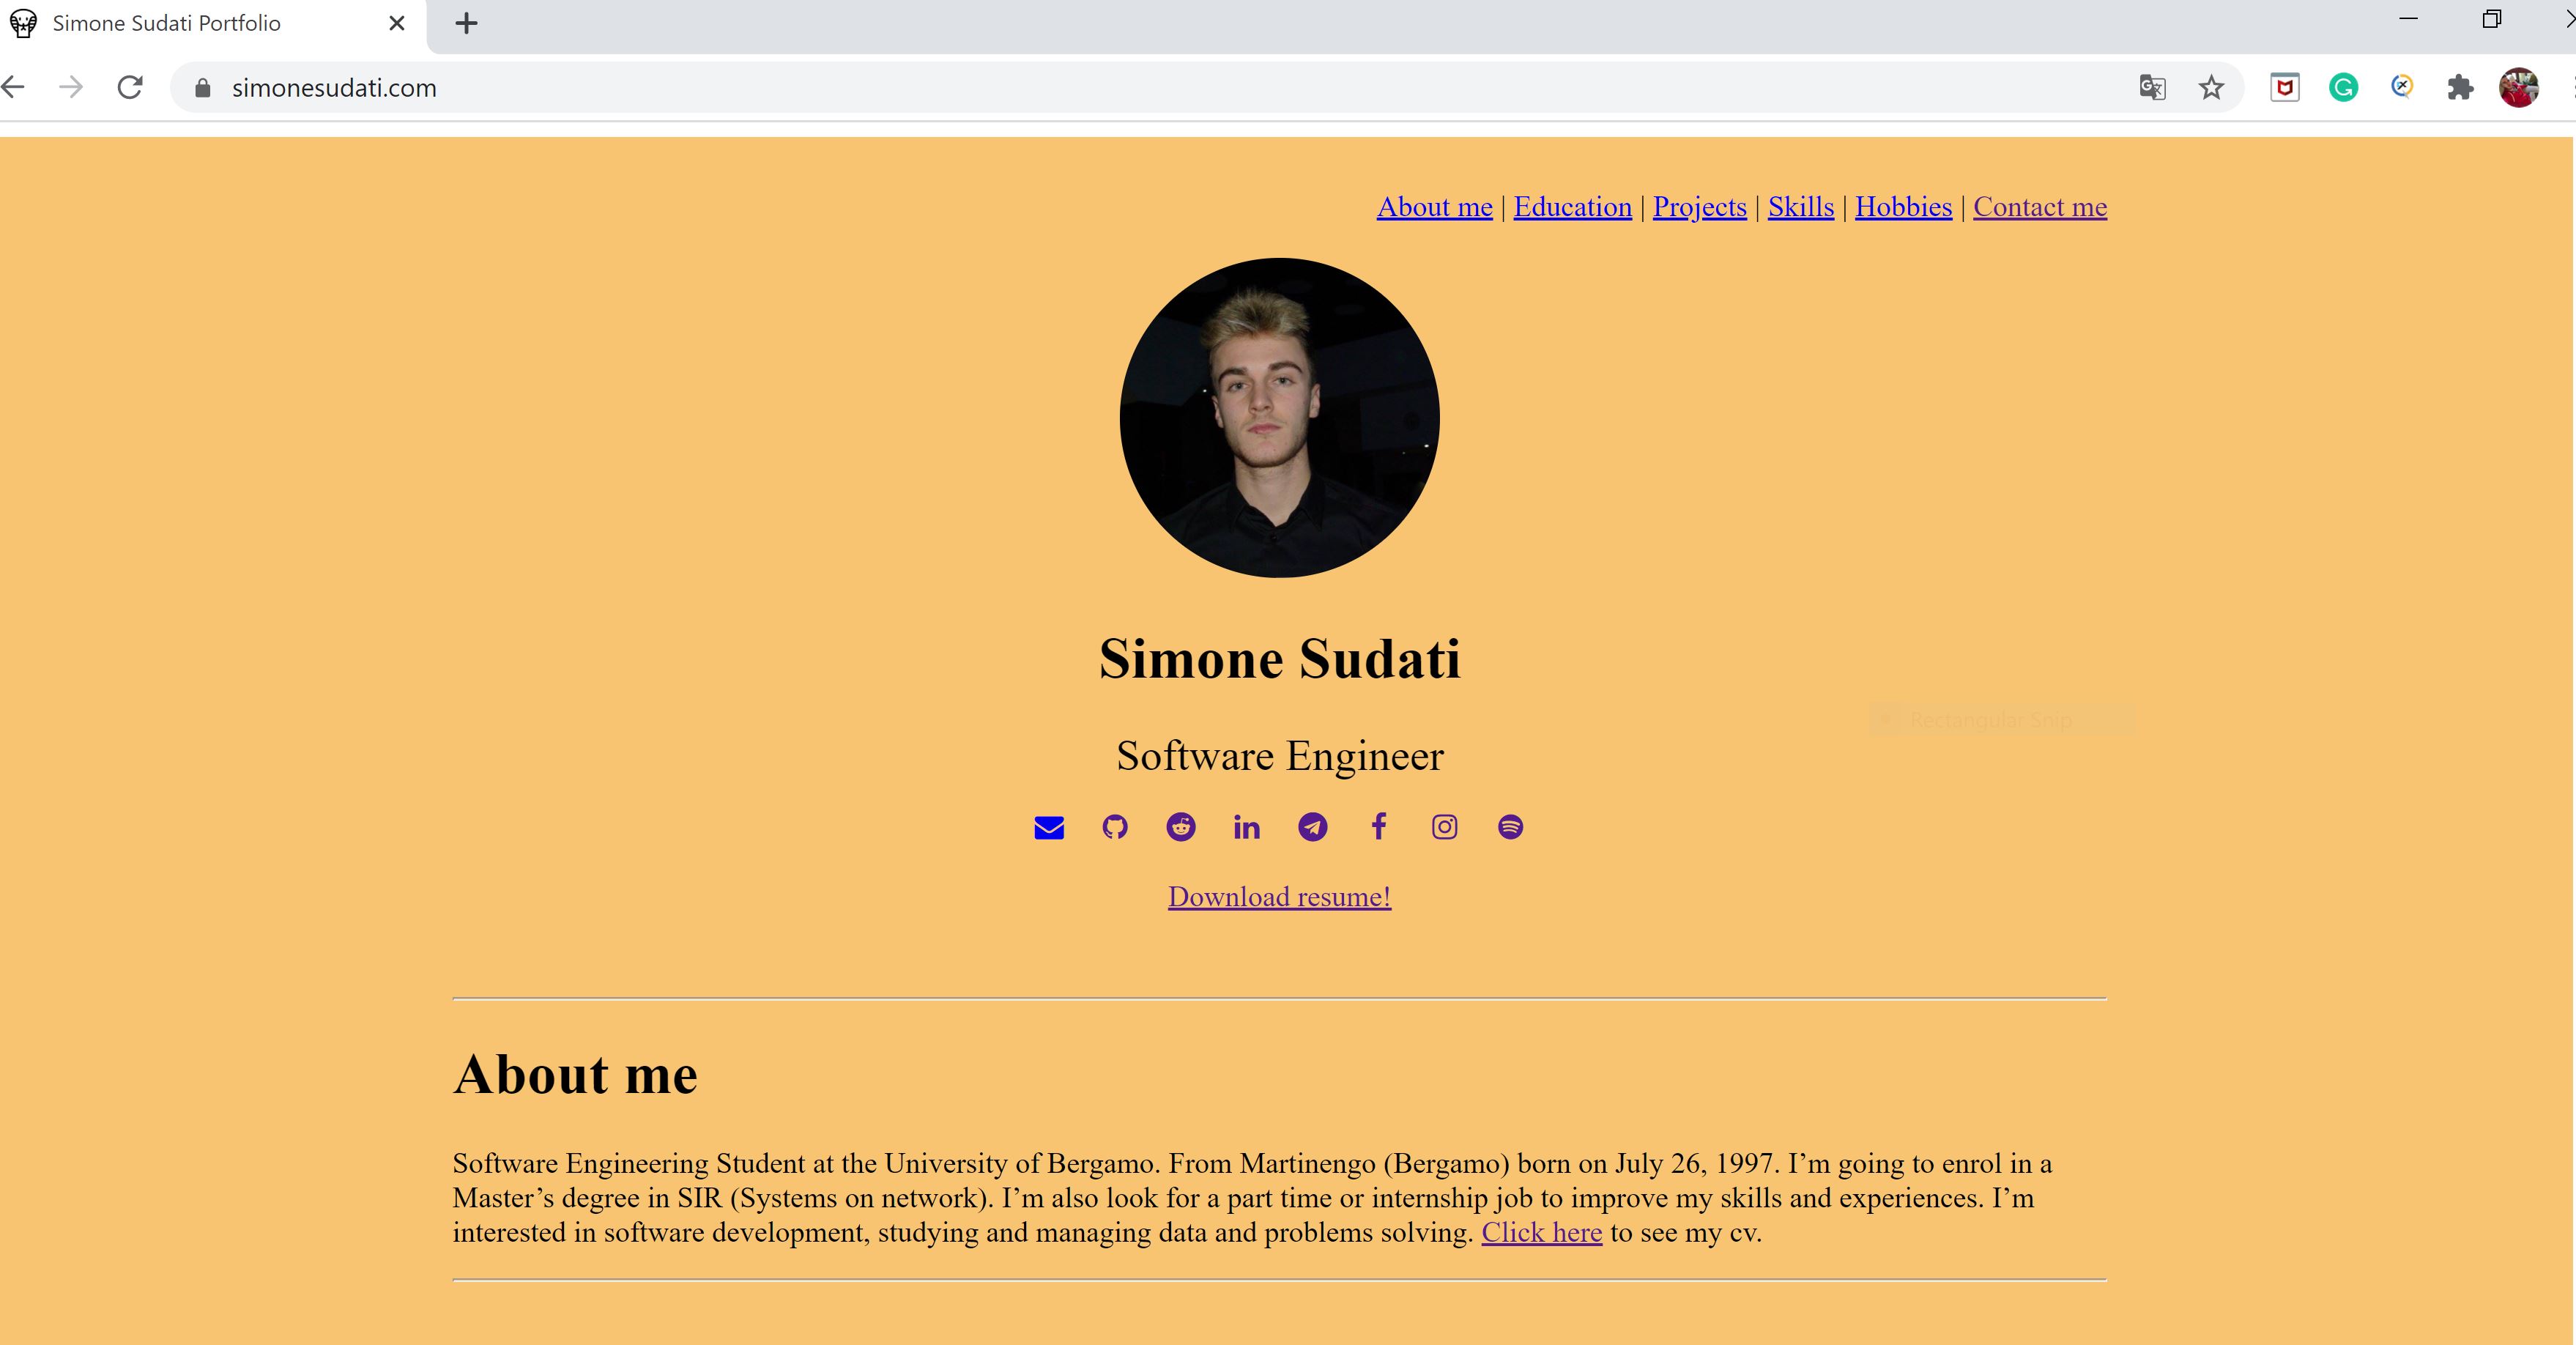 Simone Sudati Portfolio
simonesudati.com
About me | Education | Projects | Skills | Hobbies | Contact me
Simone Sudati
Rectangular Snip
Software Engineer
Download resume!
About me
Software Engineering Student at the University of Bergamo. From Martinengo (Bergamo) born on July 26, 1997. I’m going to enrol in a
Master’s degree in SIR (Systems on network). I’m also look for a part time or internship job to improve my skills and experiences. I’m
interested in software development, studying and managing data and problems solving. Click here to see my cv.